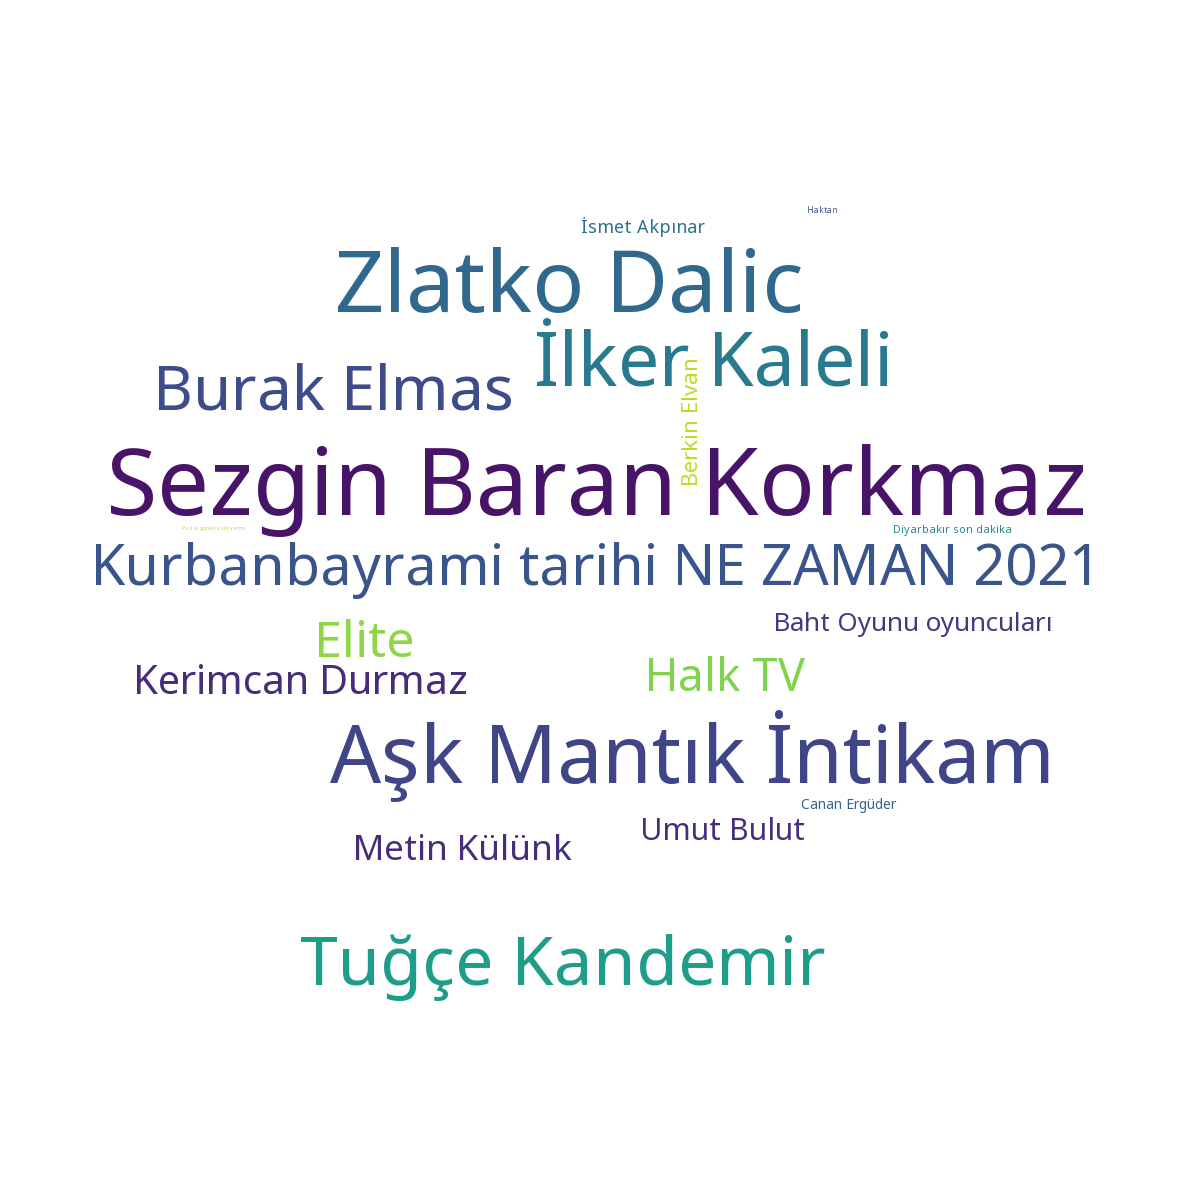 Haktan
İsmet Akpınar
Zlatko Dalic
İlker Kaleli
Burak Elmas
Berkin Elvan
Sezgin Baran Korkmaz
Diyarbakır son dakika
Kurbanbayrami tarihi NE ZAMAN 2021
Baht Oyunu oyuncuları
Elite
Halk TV
Kerimcan Durmaz
Aşk Mantık İntikam
Canan Ergüder
Umut Bulut
Metin Külünk
Tuğçe Kandemir